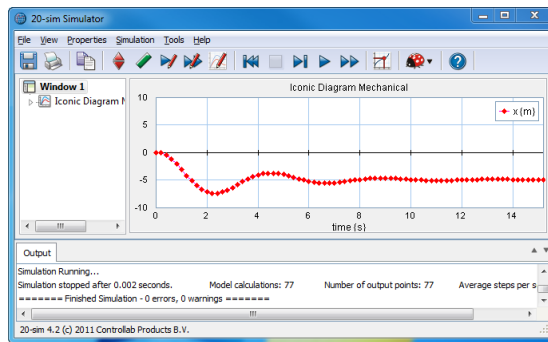 20-sim Simulator
File View Properties Simulation Tools Help
Window 1
Iconic Diagram M
Iconic Diagram Mechanical
10
5
0
-5
-10
x {m}
0 2 4 6 8 10 12 14
time {s}
Output
Simulation Running...
Simulation stopped after 0.002 seconds. Model calculations: 77 Number of output points: 77 Average steps per s
======= Finished Simulation - 0 errors, 0 warnings =======
20-sim 4.2 (c) 2011 Controllab Products B.V.